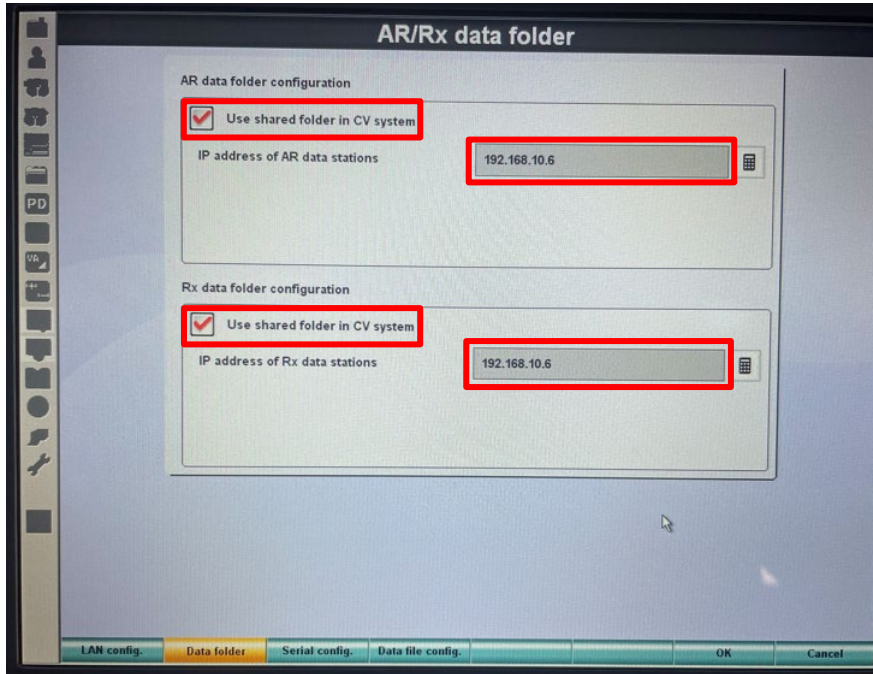 AR/Rx data folder
AR data folder configuration
Use shared folder in CV system
IP address of AR data stations
192.168.10.6
PD
VA
Rx data folder configuration
Use shared folder in CV system
IP address of Rx data stations
192.168.10.6
LAN config.
Data folder
Serial config.
Data file config.
OK
Cancel